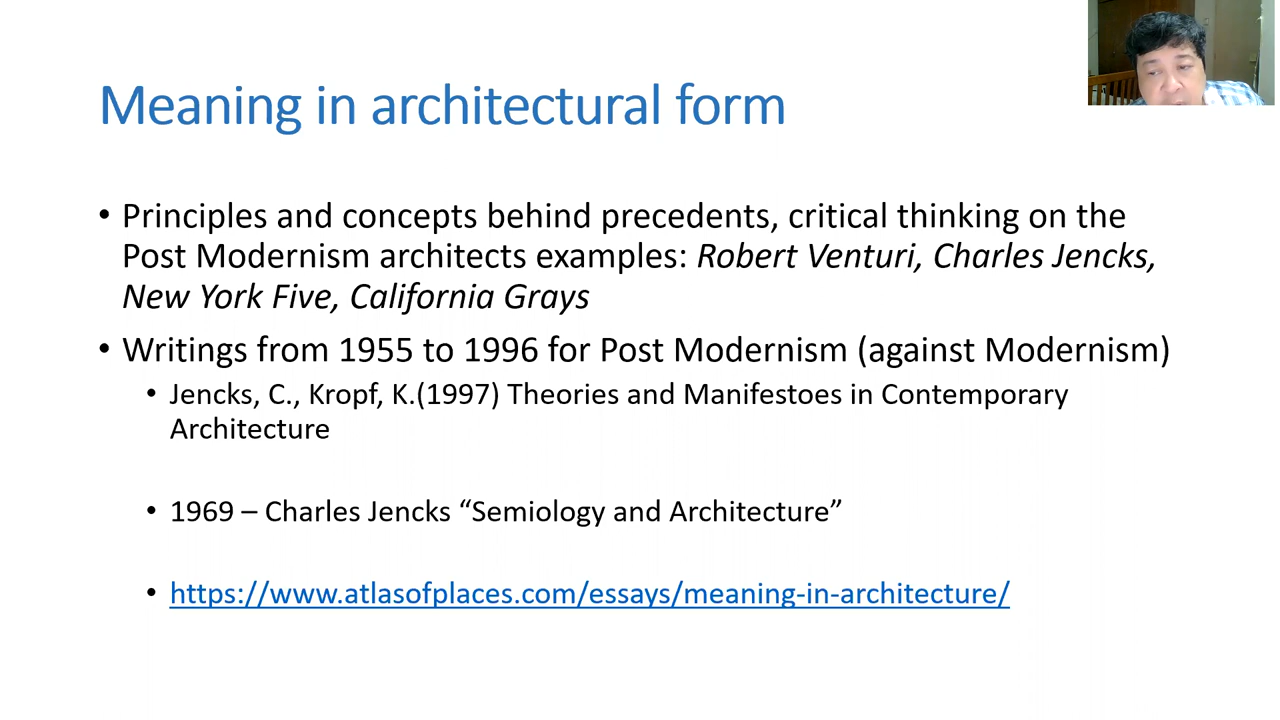 Meaning in architectural form
• Principles and concepts behind precedents, critical thinking on the
Post Modernism architects examples: Robert Venturi, Charles Jencks,
New York Five, California Grays
• Writings from 1955 to 1996 for Post Modernism (against Modernism)
• Jencks, C., Kropf, K.(1997) Theories and Manifestoes in Contemporary
Architecture
• 1969 – Charles Jencks “Semiology and Architecture”
• https://www.atlasofplaces.com/essays/meaning-in-architecture/